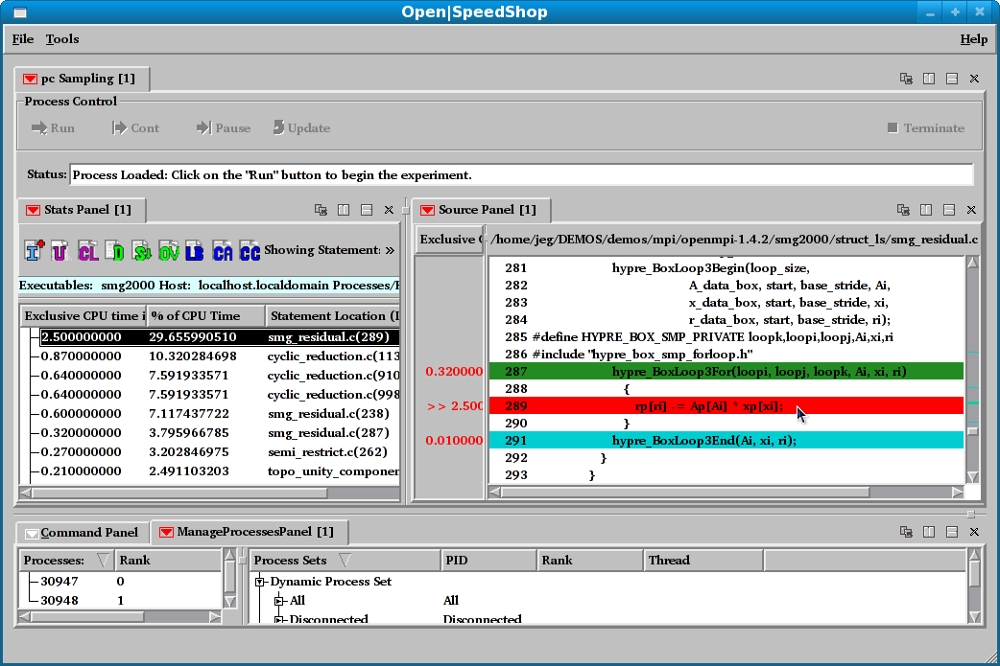 Open|SpeedShop
File Tools Help
pc Sampling [1]
Process Control
Run Cont Pause Update Terminate
Status: Process Loaded: Click on the "Run" button to begin the experiment.
Stats Panel [1]
I U CL D S OV LB CA CC Showing Statement: »
Executables: smg2000 Host: localhost.localdomain Processes/
Exclusive CPU time i % of CPU Time Statement Location (
2.500000000 29.655990510 smg_residual.c(289)
0.870000000 10.320284698 cyclic_reduction.c(113
0.640000000 7.591933571 cyclic_reduction.c(910
0.640000000 7.591933571 cyclic_reduction.c(998
0.600000000 7.117437722 smg_residual.c(238)
0.320000000 3.795966785 smg_residual.c(287)
0.270000000 3.202846975 semi_restrict.c(262)
0.210000000 2.491103203 topo_unity_componen
Source Panel [1]
Exclusive C /home/jeg/DEMOS/demos/mpi/openmpi-1.4.2/smg2000/struct_ls/smg_residual.c
281 hypre_BoxLoop3Begin(loop_size,
282 A_data_box, start, base_stride, Ai,
283 x_data_box, start, base_stride, xi,
284 r_data_box, start, base_stride, ri);
285 #define HYPRE_BOX_SMP_PRIVATE loopk,loopi,loopj,Ai,xi,ri
286 #include "hypre_box_smp_forloop.h"
0.320000 287 hypre_BoxLoop3For(loopi, loopj, loopk, Ai, xi, ri)
288 {
>> 2.500 289 rp[ri] -= Ap[Ai] * xp[xi];
290 }
0.010000 291 hypre_BoxLoop3End(Ai, xi, ri);
292 }
293 }
Command Panel ManageProcessesPanel [1]
Processes: Rank
30947 0
30948 1
Process Sets PID Rank Thread
Dynamic Process Set
All All
Disconnected Disconnected